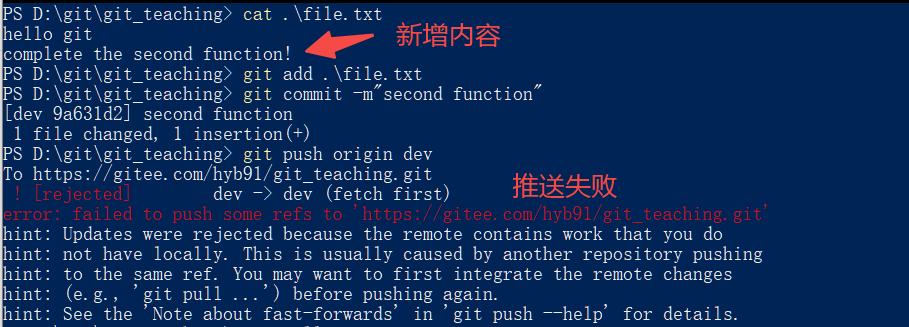 PS D:\git\git_teaching> cat .\file.txt
hello git
complete the second function!
新增内容
PS D:\git\git_teaching> git add .\file.txt
PS D:\git\git_teaching> git commit -m"second function"
[dev 9a631d2] second function
1 file changed, 1 insertion(+)
PS D:\git\git_teaching> git push origin dev
To https://gitee.com/hyb91/git_teaching.git
! [rejected] dev -> dev (fetch first)
推送失败
error: failed to push some refs to 'https://gitee.com/hyb91/git_teaching.git'
hint: Updates were rejected because the remote contains work that you do
hint: not have locally. This is usually caused by another repository pushing
hint: to the same ref. You may want to first integrate the remote changes
hint: (e.g., 'git pull ...') before pushing again.
hint: See the 'Note about fast-forwards' in 'git push --help' for details.